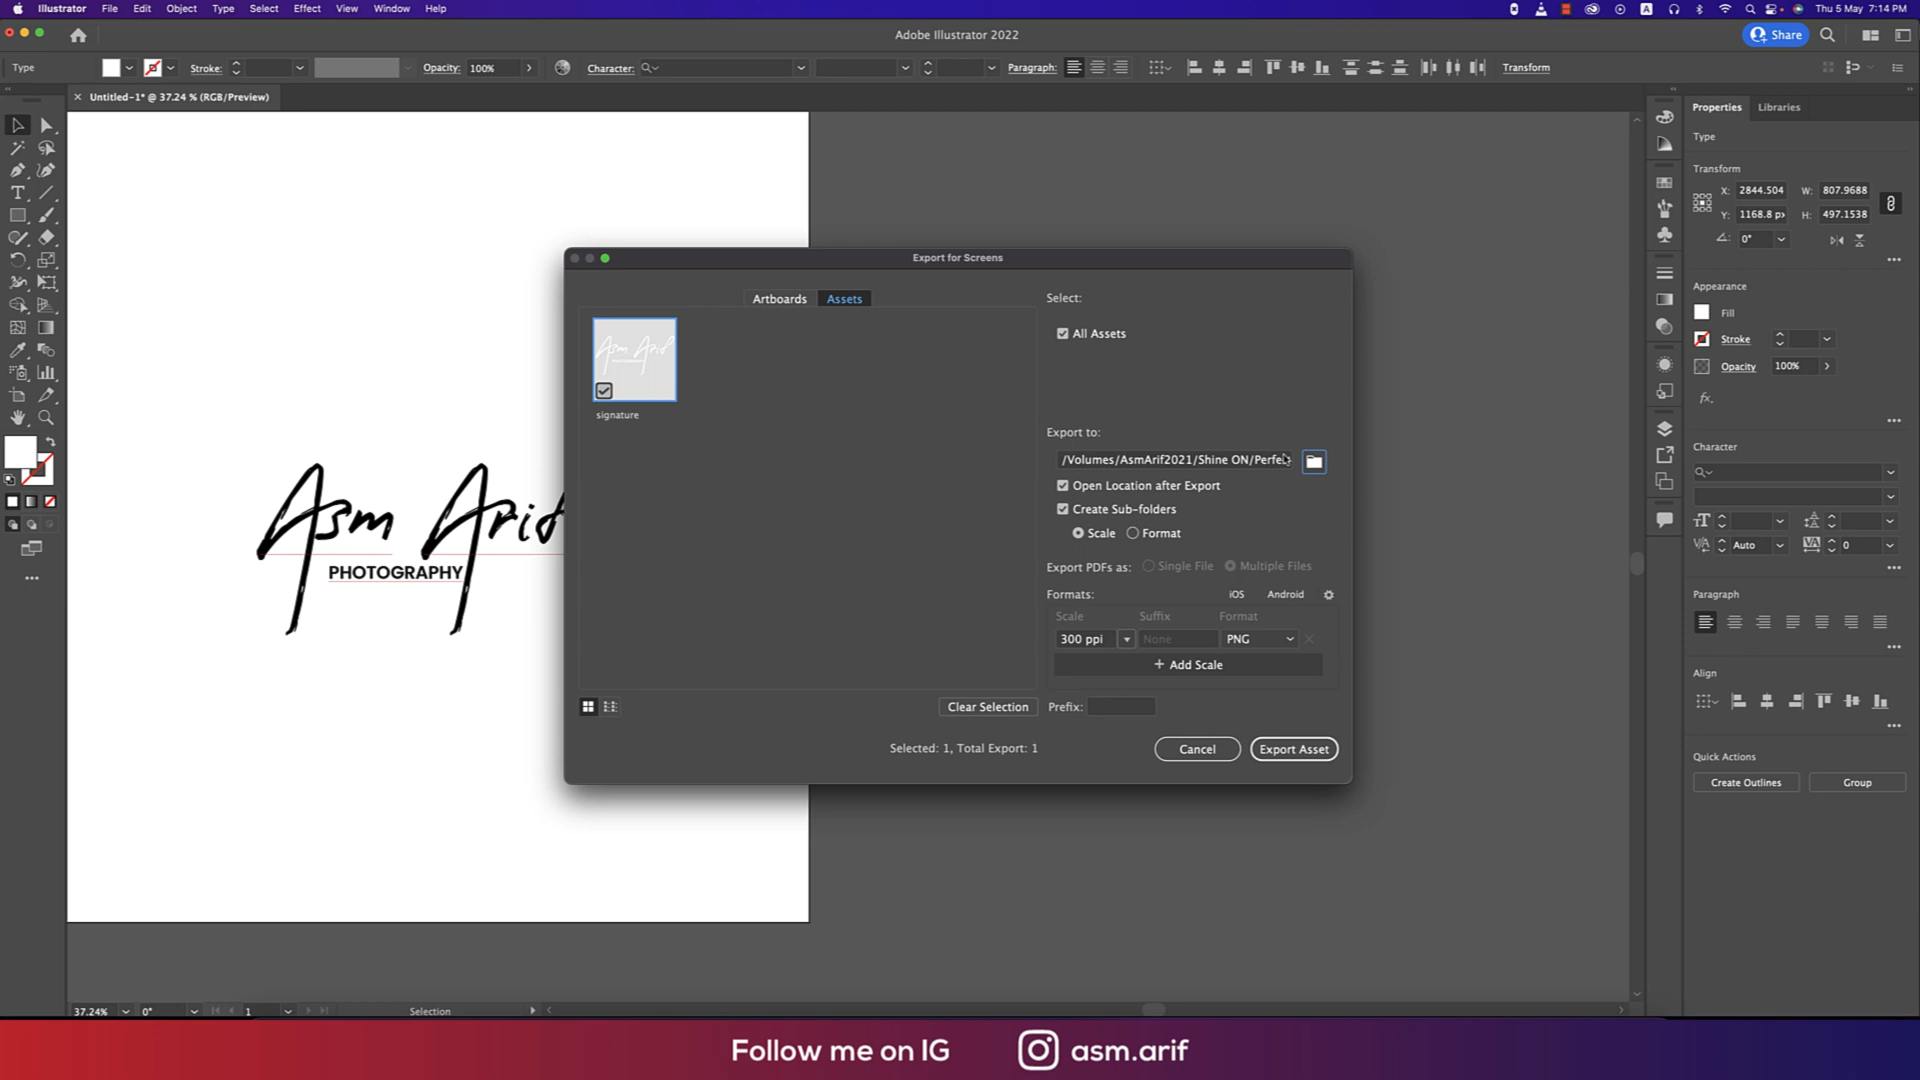 Illustrator File Edit Object Type Select Effect View Window Help
Thu 5 May 7:14 PM
Adobe Illustrator 2022
Share
Type
Stroke:
Opacity: 100%
Character:
Paragraph:
Transform
Untitled-1* @ 37.24 % (RGB/Preview)
Properties Libraries
Type
Transform
X: 2844.504 W: 807.9688
Y: 1168.8 px H: 497.1538
0°
Appearance
Fill
Stroke
Opacity 100%
fx.
Character
Auto 0
Paragraph
Align
Quick Actions
Create Outlines Group
Asm Arif
PHOTOGRAPHY
Export for Screens
Artboards Assets
Asm Arif
signature
Select:
All Assets
Export to:
/Volumes/AsmArif2021/Shine ON/Perfe
Open Location after Export
Create Sub-folders
Scale Format
Export PDFs as: Single File Multiple Files
Formats: iOS Android
Scale Suffix Format
300 ppi None PNG
+ Add Scale
Clear Selection
Prefix:
Selected: 1, Total Export: 1
Cancel Export Asset
37.24% 0° 1 Selection
Follow me on IG asm.arif